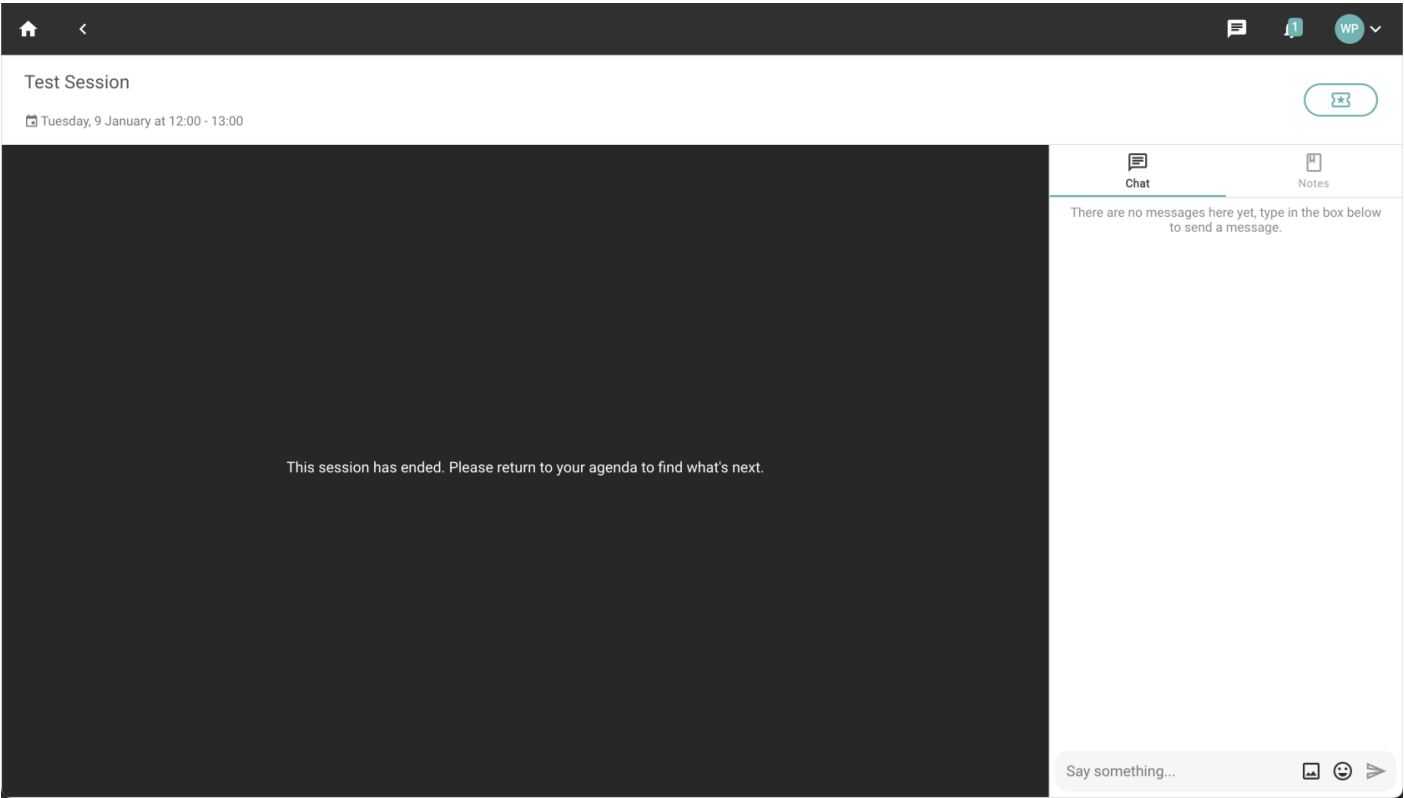 1
WP
Test Session
Tuesday, 9 January at 12:00 - 13:00
Chat
Notes
There are no messages here yet, type in the box below
to send a message.
This session has ended. Please return to your agenda to find what's next.
Say something...